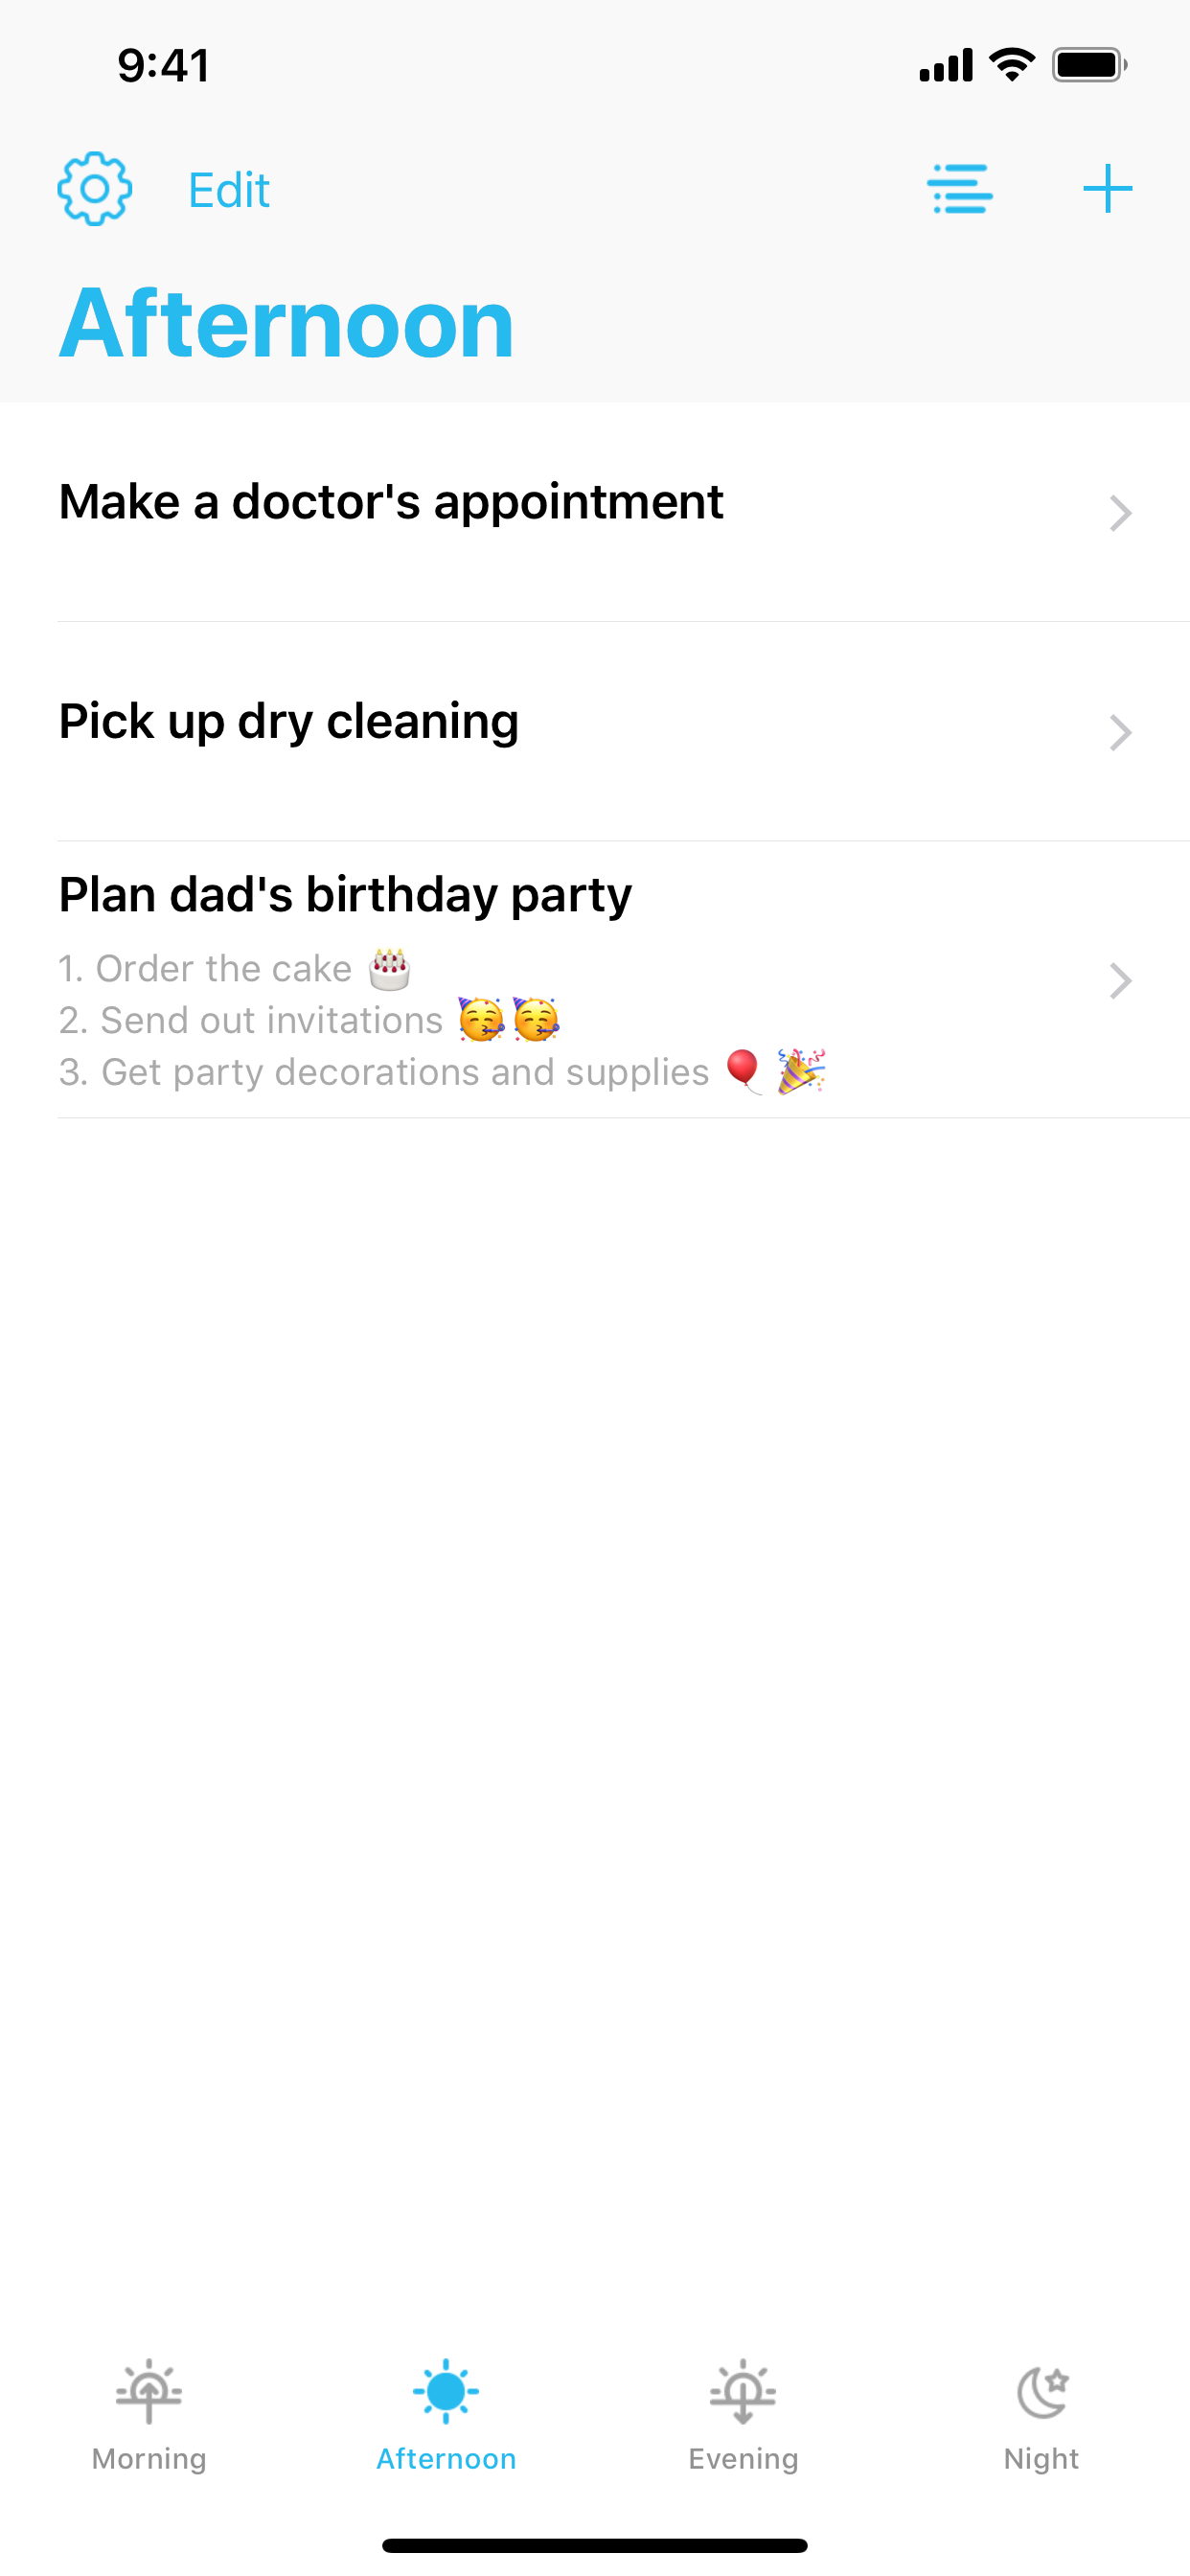 9:41
Edit
Afternoon
Make a doctor's appointment
Pick up dry cleaning
Plan dad's birthday party
1. Order the cake 🎂
2. Send out invitations 🥳🥳
3. Get party decorations and supplies 🎈🎉
Morning
Afternoon
Evening
Night